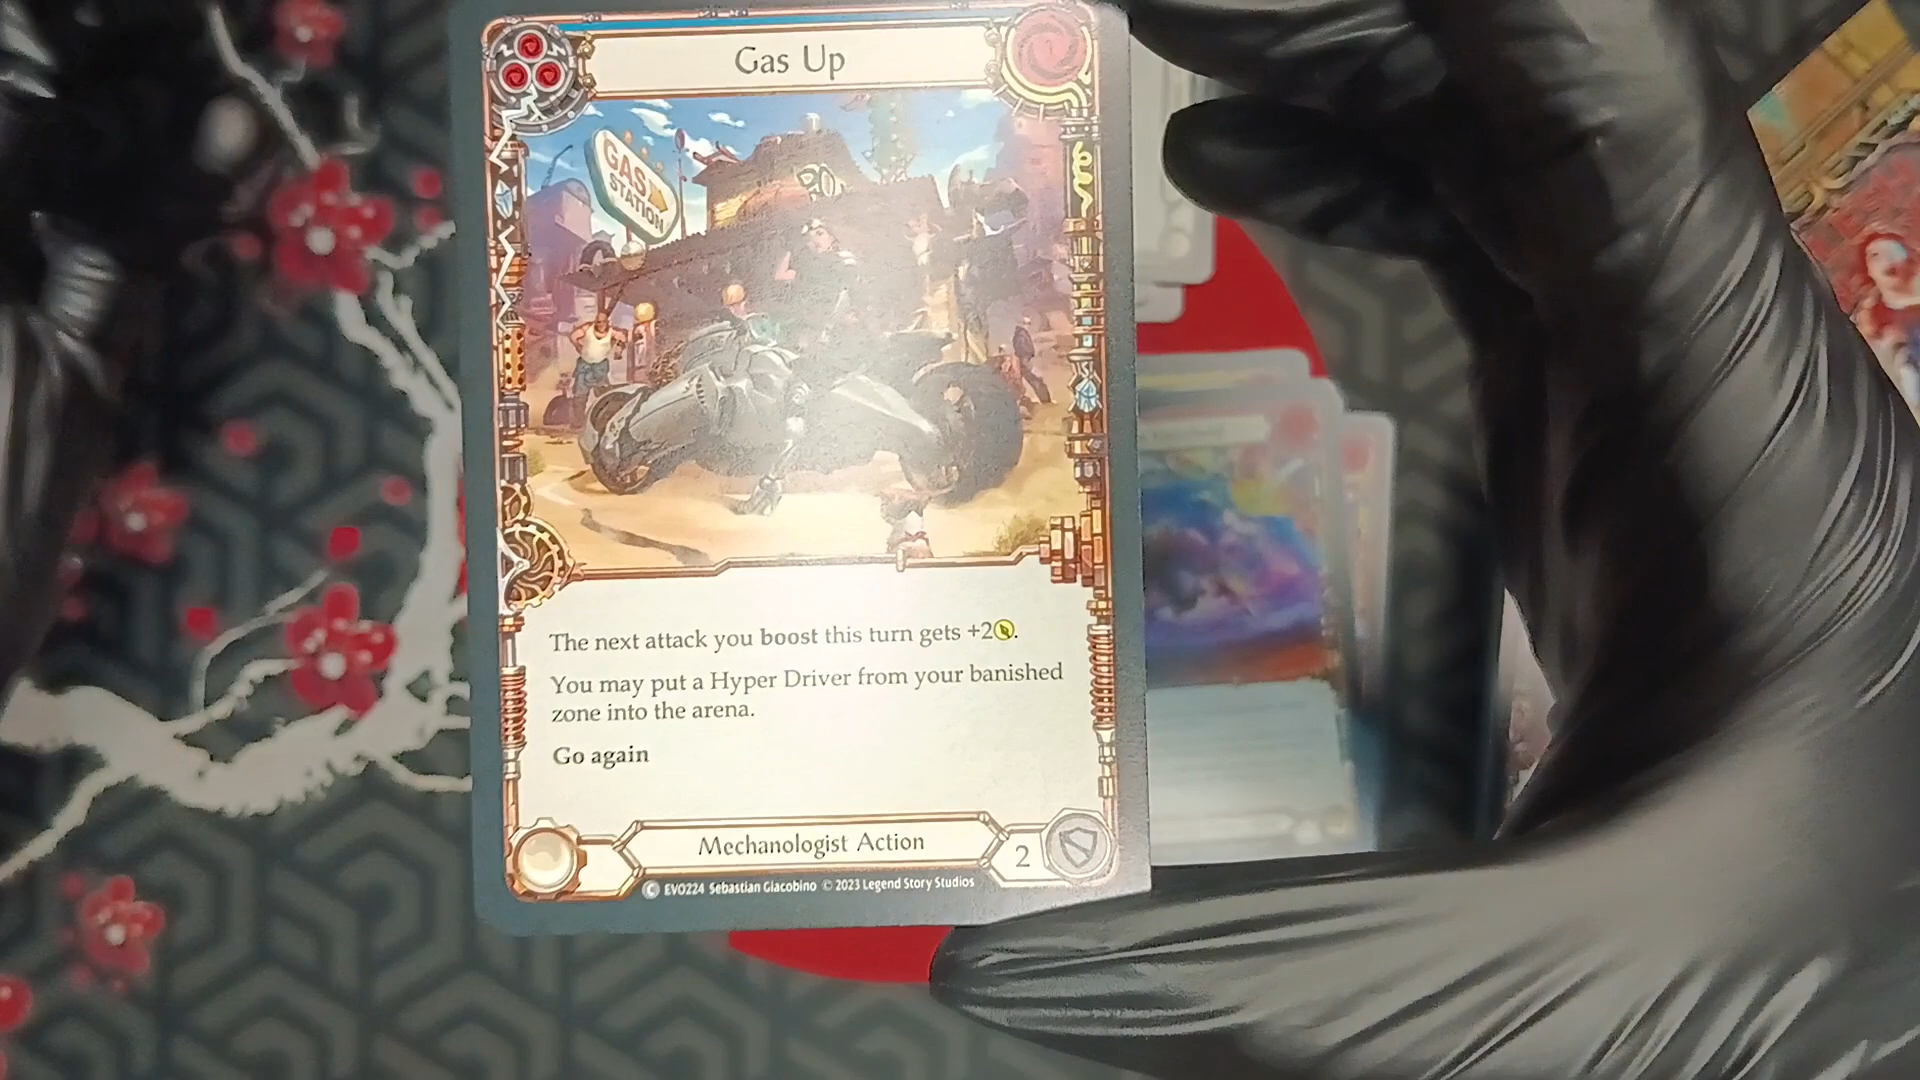 Gas Up
1
GAS
STATION
The next attack you boost this turn gets +2.
You may put a Hyper Driver from your banished
zone into the arena.
Go again
Mechanologist Action
2
C EVO224 Sebastian Giacobino © 2023 Legend Story Studios